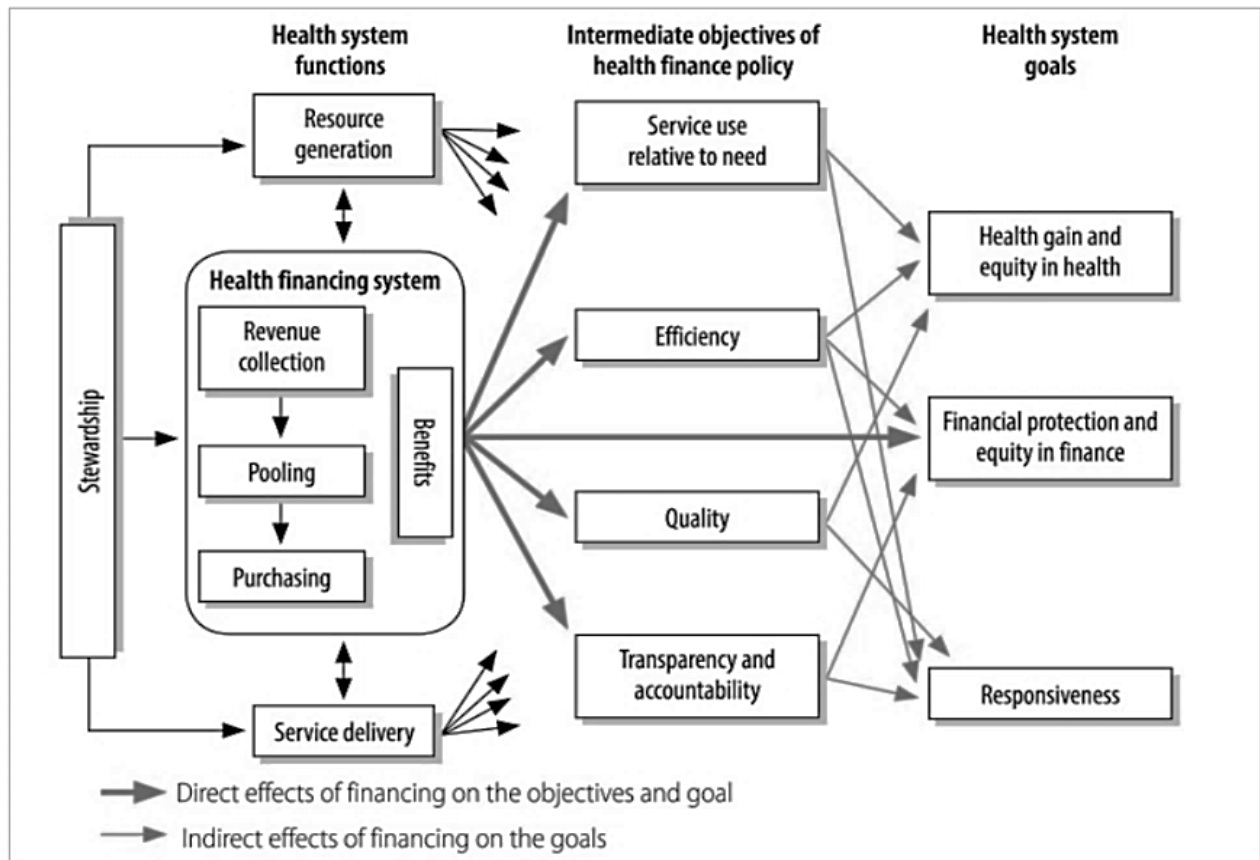 Health system
functions
Intermediate objectives of
health finance policy
Health system
goals
Resource
generation
Service use
relative to need
Health gain and
equity in health
Stewardship
Health financing system
Revenue
collection
Pooling
Purchasing
Benefits
Efficiency
Financial protection and
equity in finance
Quality
Transparency and
accountability
Responsiveness
Service delivery
Direct effects of financing on the objectives and goal
Indirect effects of financing on the goals